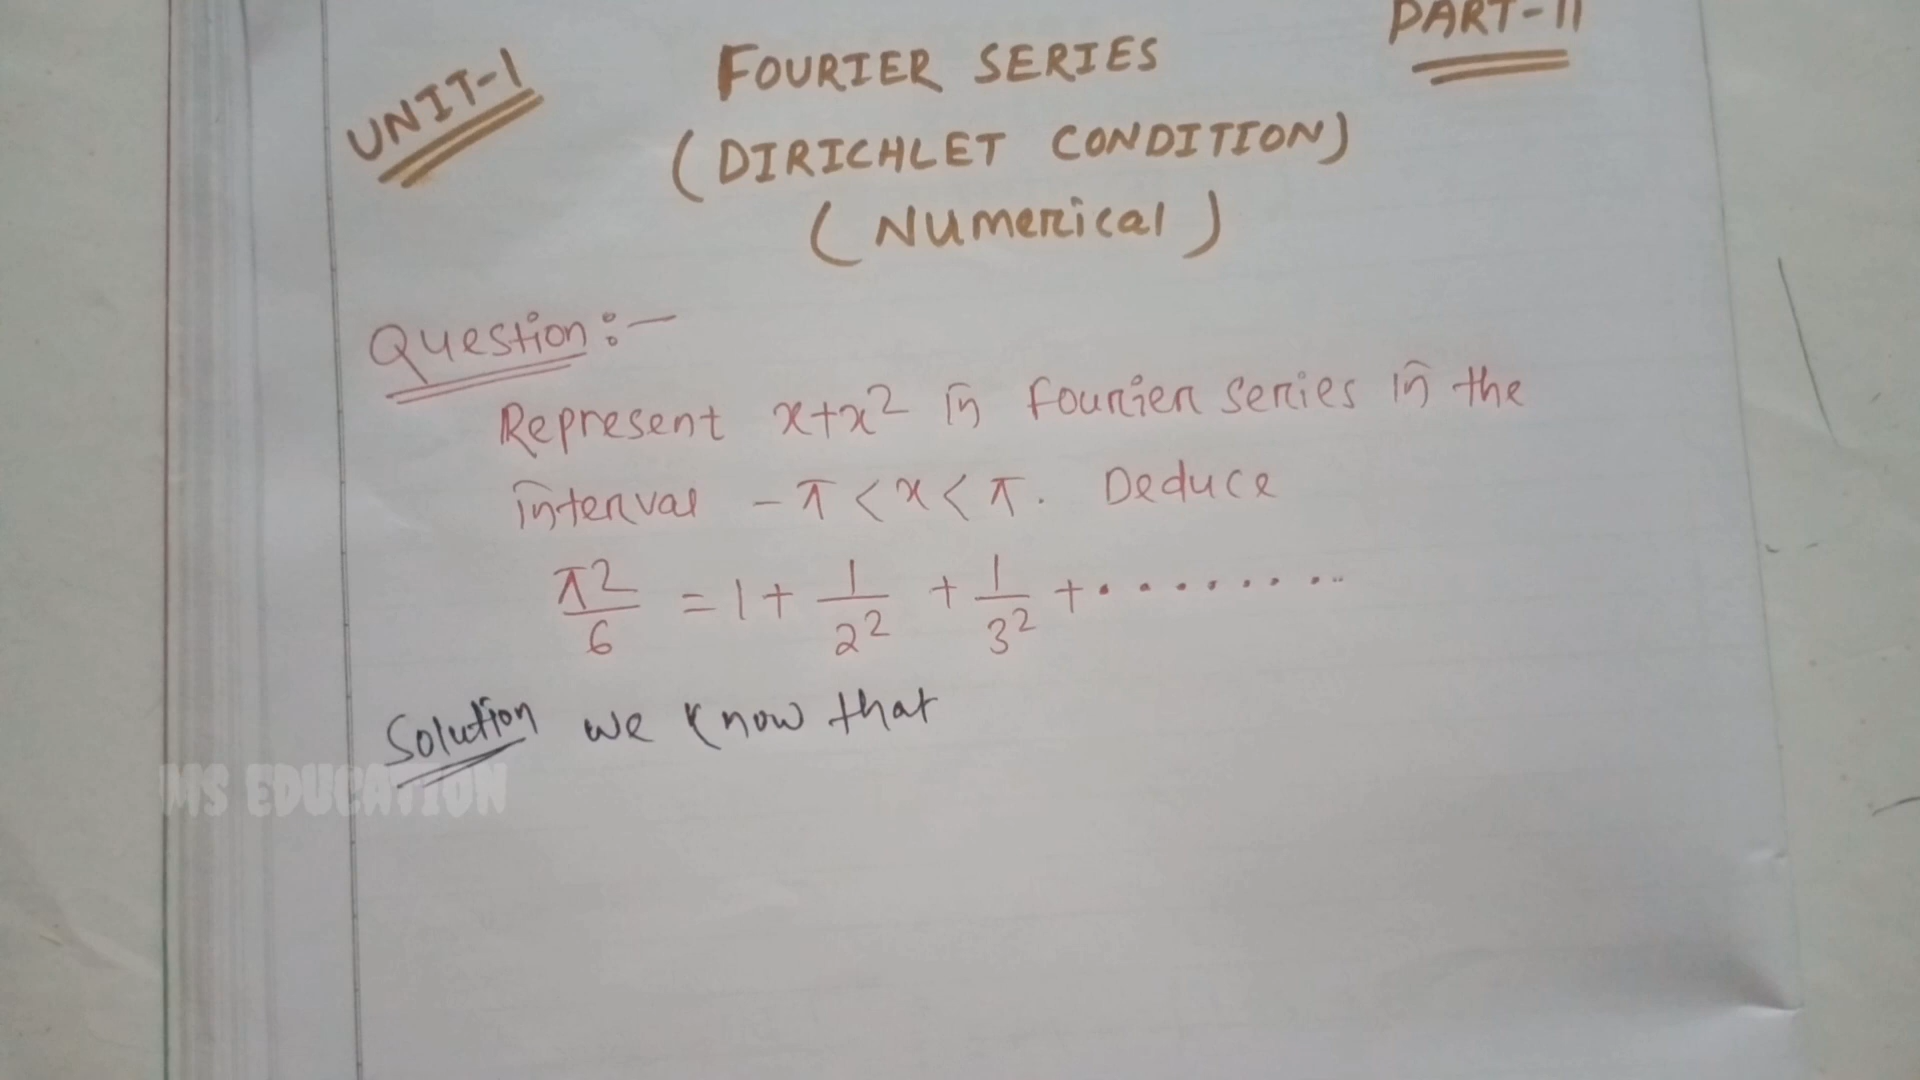 UNIT-1
FOURIER SERIES
PART-II
(DIRICHLET CONDITION)
(Numerical)
Question:-
Represent x+x² in fourier series in the
interval -π<x<π. Deduce
π2/6 = 1 + 1/2² + 1/3² + ...........
Solution we know that
MS EDUCATION